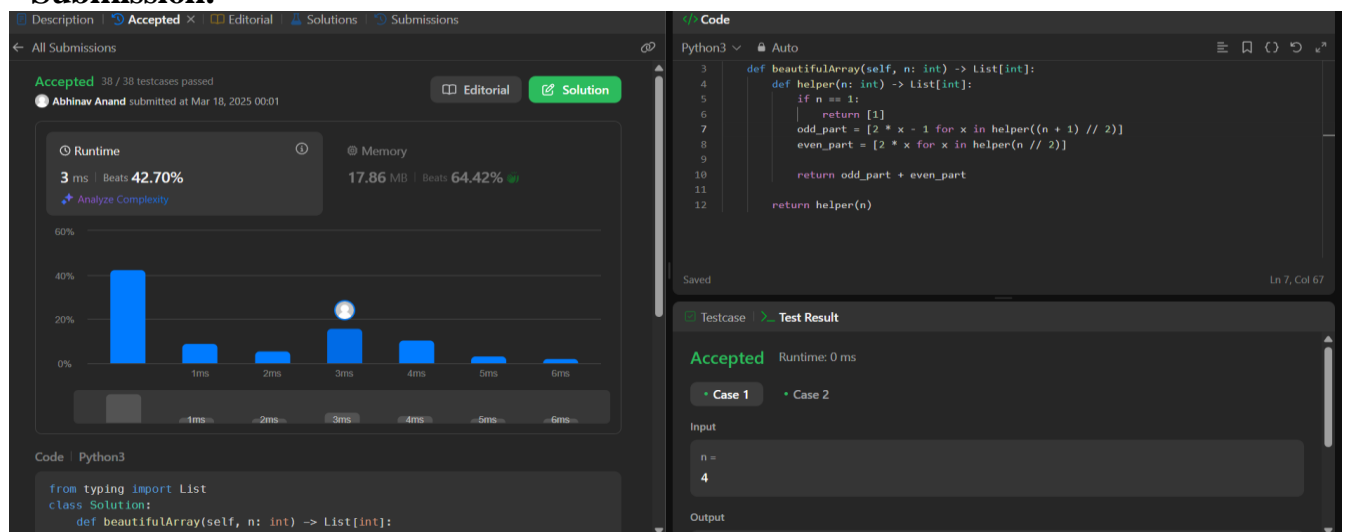 Submission:
Description Accepted × Editorial Solutions Submissions
← All Submissions
Accepted 38 / 38 testcases passed
Abhinav Anand submitted at Mar 18, 2025 00:01
Editorial
Solution
Runtime
3 ms Beats 42.70%
Analyze Complexity
Memory
17.86 MB Beats 64.42%
60%
40%
20%
0%
1ms 2ms 3ms 4ms 5ms 6ms
1ms 2ms 3ms 4ms 5ms 6ms
Code Python3
from typing import List
class Solution:
def beautifulArray(self, n: int) -> List[int]:
</> Code
Python3 Auto
3 def beautifulArray(self, n: int) -> List[int]:
4 def helper(n: int) -> List[int]:
5 if n == 1:
6 return [1]
7 odd_part = [2 * x - 1 for x in helper((n + 1) // 2)]
8 even_part = [2 * x for x in helper(n // 2)]
9
10 return odd_part + even_part
11
12 return helper(n)
Saved Ln 7, Col 67
Testcase >_ Test Result
Accepted Runtime: 0 ms
• Case 1 • Case 2
Input
n =
4
Output